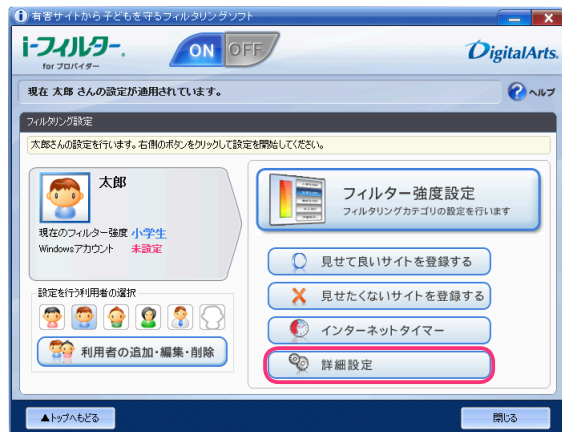 有害サイトから子どもを守るフィルタリングソフト
i-フィルター®
for プロバイダー
ON OFF
DigitalArts.
現在 太郎 さんの設定が適用されています。
ヘルプ
フィルタリング設定
太郎さんの設定を行います。右側のボタンをクリックして設定を開始してください。
太郎
現在のフィルター強度 小学生
Windowsアカウント 未設定
設定を行う利用者の選択
利用者の追加・編集・削除
フィルター強度設定
フィルタリングカテゴリの設定を行います
見せて良いサイトを登録する
見せたくないサイトを登録する
インターネットタイマー
詳細設定
▲トップへもどる
閉じる